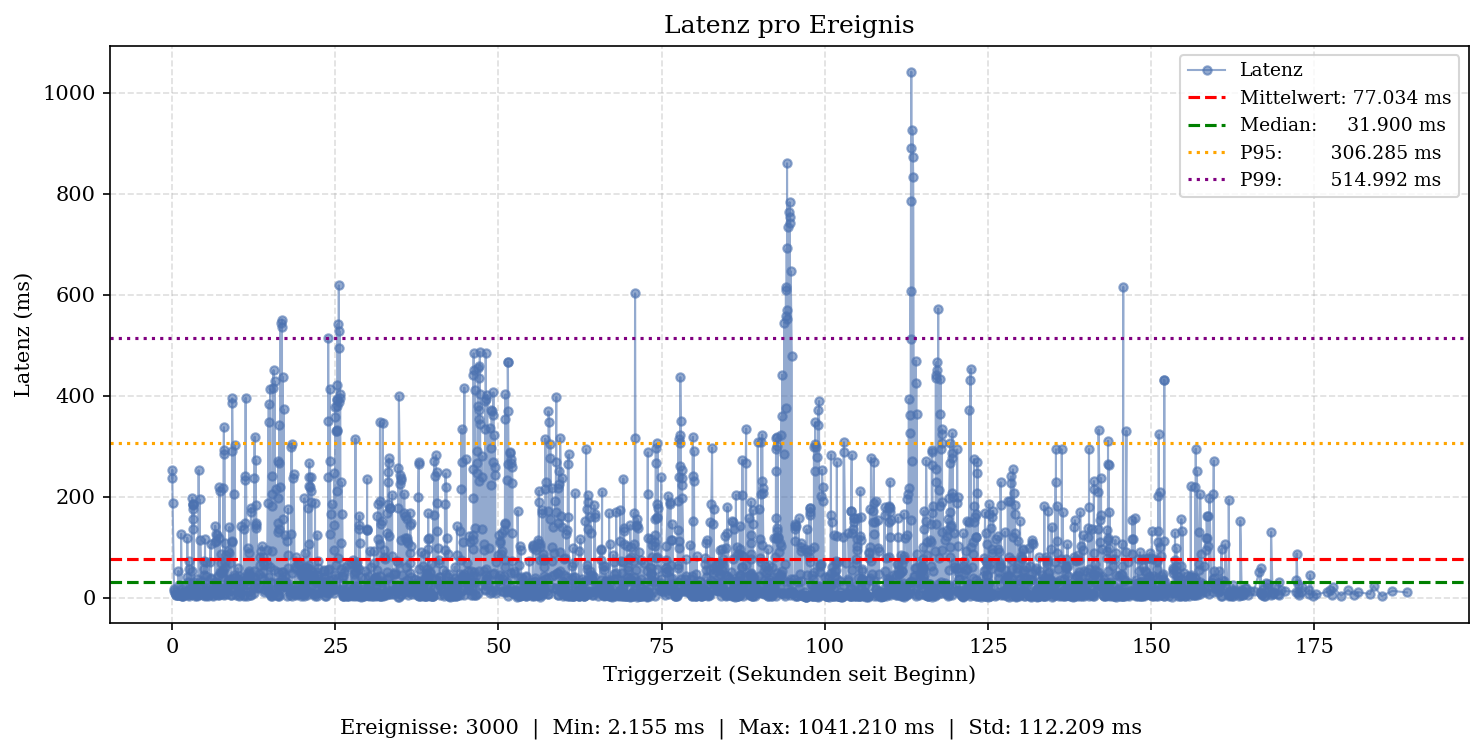 Latenz pro Ereignis
Latenz (ms)
1000
800
600
400
200
0
Latenz
Mittelwert: 77.034 ms
Median: 31.900 ms
P95: 306.285 ms
P99: 514.992 ms
0 25 50 75 100 125 150 175
Triggerzeit (Sekunden seit Beginn)
Ereignisse: 3000 | Min: 2.155 ms | Max: 1041.210 ms | Std: 112.209 ms